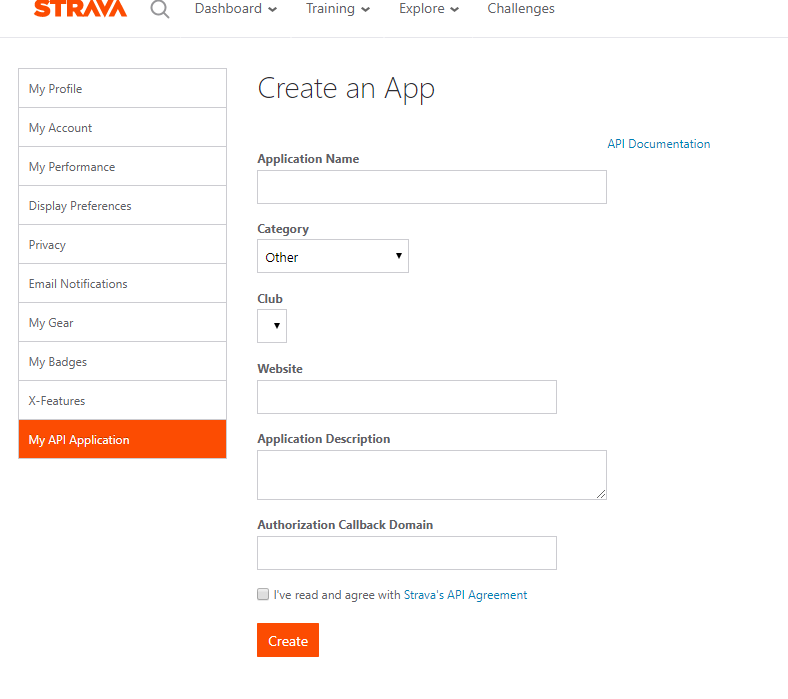 STRAVA Dashboard Training Explore Challenges
My Profile
My Account
My Performance
Display Preferences
Privacy
Email Notifications
My Gear
My Badges
X-Features
My API Application
Create an App
API Documentation
Application Name
Category
Other
Club
Website
Application Description
Authorization Callback Domain
I've read and agree with Strava's API Agreement
Create